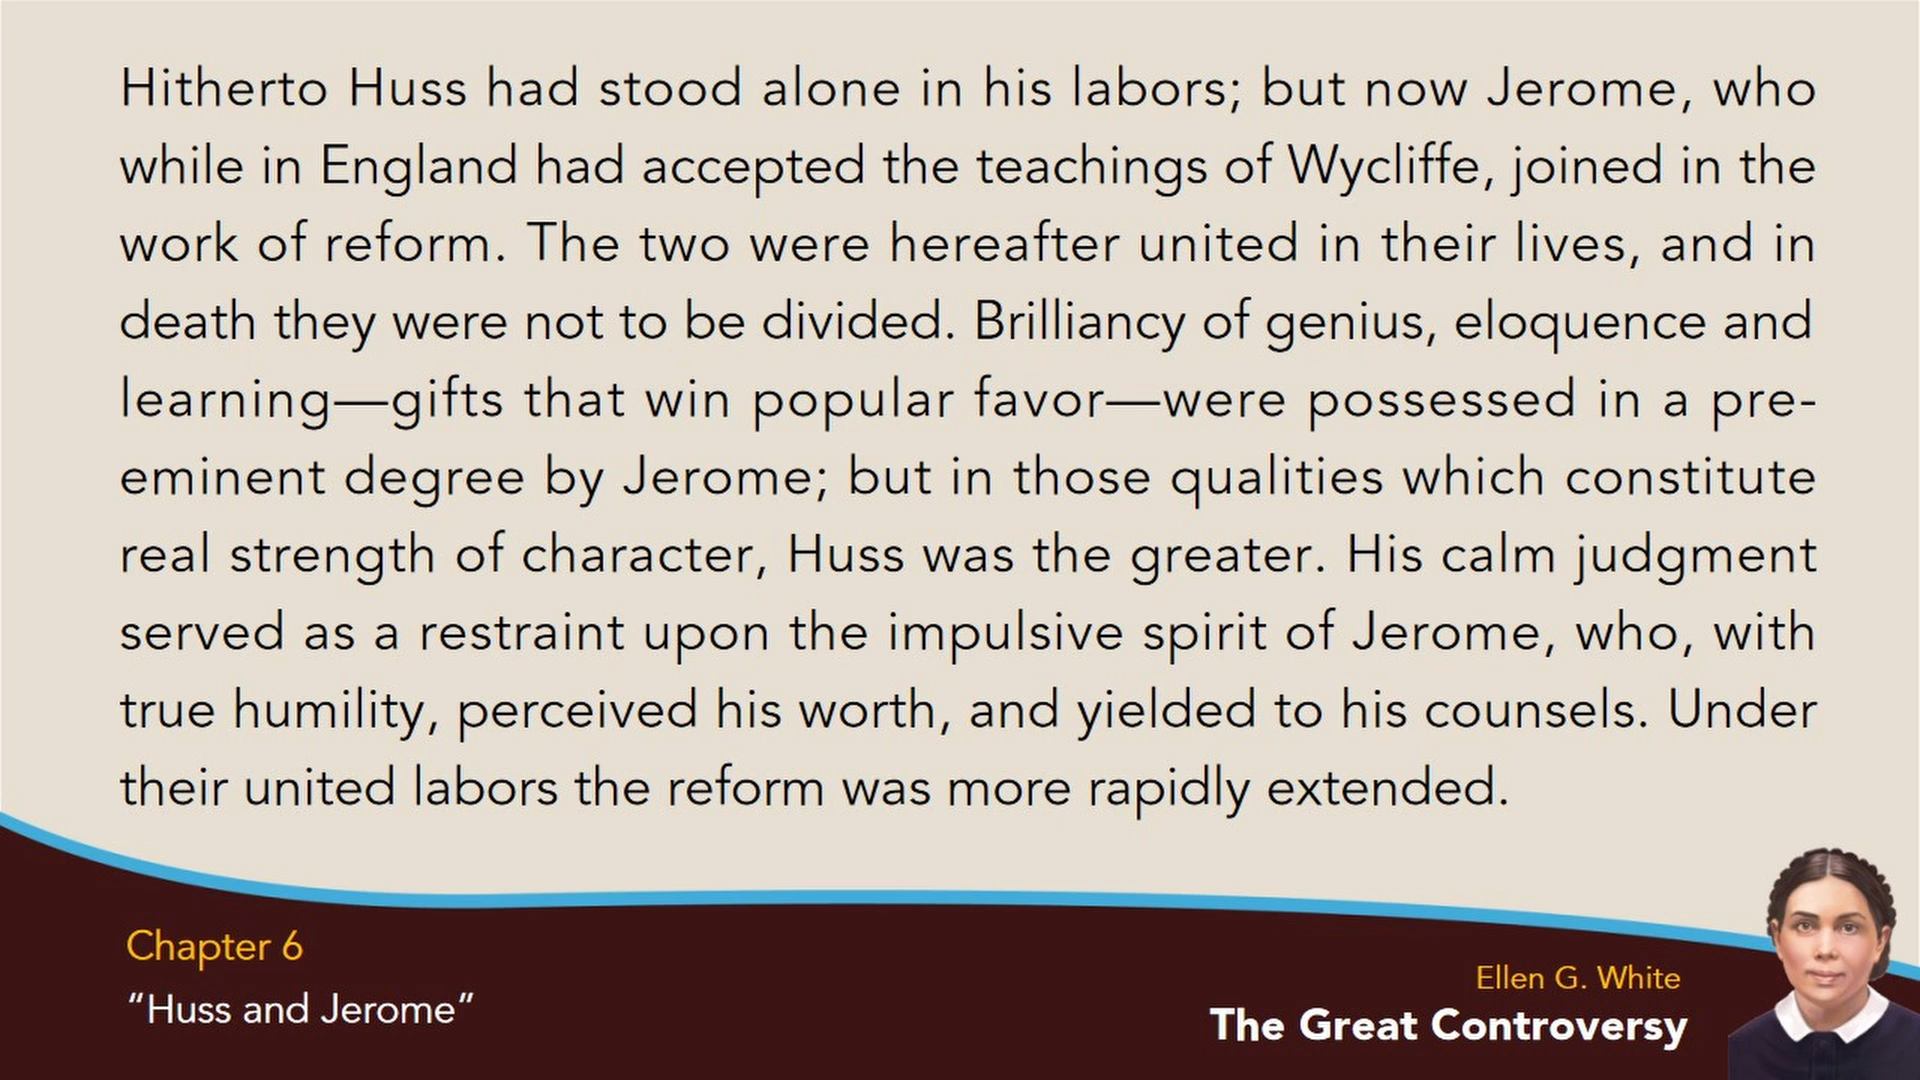 Hitherto Huss had stood alone in his labors; but now Jerome, who
while in England had accepted the teachings of Wycliffe, joined in the
work of reform. The two were hereafter united in their lives, and in
death they were not to be divided. Brilliancy of genius, eloquence and
learning—gifts that win popular favor—were possessed in a pre-
eminent degree by Jerome; but in those qualities which constitute
real strength of character, Huss was the greater. His calm judgment
served as a restraint upon the impulsive spirit of Jerome, who, with
true humility, perceived his worth, and yielded to his counsels. Under
their united labors the reform was more rapidly extended.
Chapter 6
“Huss and Jerome”
Ellen G. White
The Great Controversy